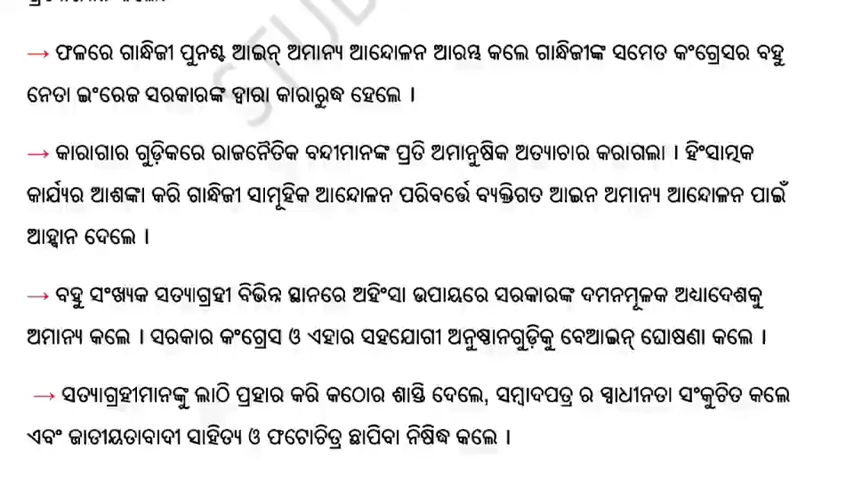 → ଫଳରେ ଗାନ୍ଧିଜୀ ପୁନଶ୍ଚ ଆଇନ୍ ଅମାନ୍ୟ ଆନ୍ଦୋଳନ ଆରମ୍ଭ କଲେ ଗାନ୍ଧିଜୀଙ୍କ ସମେତ କଂଗ୍ରେସର ବହୁ
ନେତା ଇଂରେଜ ସରକାରଙ୍କ ଦ୍ୱାରା କାରାରୁଦ୍ଧ ହେଲେ ।
→ କାରାଗାର ଗୁଡ଼ିକରେ ରାଜନୈତିକ ବନ୍ଦୀମାନଙ୍କ ପ୍ରତି ଅମାନୁଷିକ ଅତ୍ୟାଚାର କରାଗଲା । ହିଂସାତ୍ମକ
କାର୍ଯ୍ୟର ଆଶଙ୍କା କରି ଗାନ୍ଧିଜୀ ସାମୂହିକ ଆନ୍ଦୋଳନ ପରିବର୍ତ୍ତେ ବ୍ୟକ୍ତିଗତ ଆଇନ ଅମାନ୍ୟ ଆନ୍ଦୋଳନ ପାଇଁ
ଆହ୍ୱାନ ଦେଲେ ।
→ ବହୁ ସଂଖ୍ୟକ ସତ୍ୟାଗ୍ରହୀ ବିଭିନ୍ନ ସ୍ଥାନରେ ଅହିଂସା ଉପାୟରେ ସରକାରଙ୍କ ଦମନମୂଳକ ଅଧ୍ୟାଦେଶକୁ
ଅମାନ୍ୟ କଲେ । ସରକାର କଂଗ୍ରେସ ଓ ଏହାର ସହଯୋଗୀ ଅନୁଷ୍ଠାନଗୁଡ଼ିକୁ ବେଆଇନ୍ ଘୋଷଣା କଲେ ।
→ ସତ୍ୟାଗ୍ରହୀମାନଙ୍କୁ ଲାଠି ପ୍ରହାର କରି କଠୋର ଶାସ୍ତି ଦେଲେ, ସମ୍ବାଦପତ୍ର ର ସ୍ୱାଧୀନତା ସଂକୁଚିତ କଲେ
ଏବଂ ଜାତୀୟତାବାଦୀ ସାହିତ୍ୟ ଓ ଫଟୋଚିତ୍ର ଛାପିବା ନିଷିଦ୍ଧ କଲେ ।